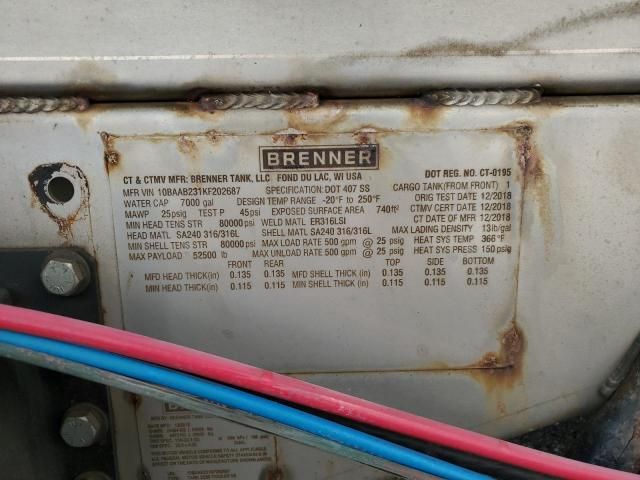 BRENNER
CT & CTMV MFR: BRENNER TANK, LLC. FOND DU LAC, WI USA DOT REG. NO. CT-0195
MFR VIN 10BAAB231KF202687 SPECIFICATION: DOT 407 SS CARGO TANK(FROM FRONT) 1
WATER CAP 7000 gal DESIGN TEMP RANGE -20°F to 250°F ORIG TEST DATE 12/2018
MAWP 25psig TEST P 45psi EXPOSED SURFACE AREA 740ft² CTMV CERT DATE 12/2018
MIN HEAD TENS STR 80000psi WELD MATL ER316LSI CT DATE OF MFR 12/2018
HEAD MATL SA240 316/316L SHELL MATL SA240 316/316L MAX LADING DENSITY 13lb/gal
MIN SHELL TENS STR 80000 psi MAX LOAD RATE 500 gpm @ 25 psig HEAT SYS TEMP 366°F
MAX PAYLOAD 52500 lb MAX UNLOAD RATE 500 gpm @ 25 psig HEAT SYS PRESS 150 psig
FRONT REAR TOP SIDE BOTTOM
MFD HEAD THICK(in) 0.135 0.135 MFD SHELL THICK(in) 0.135 0.135 0.135
MIN HEAD THICK(in) 0.115 0.115 MIN SHELL THICK(in) 0.115 0.115 0.115